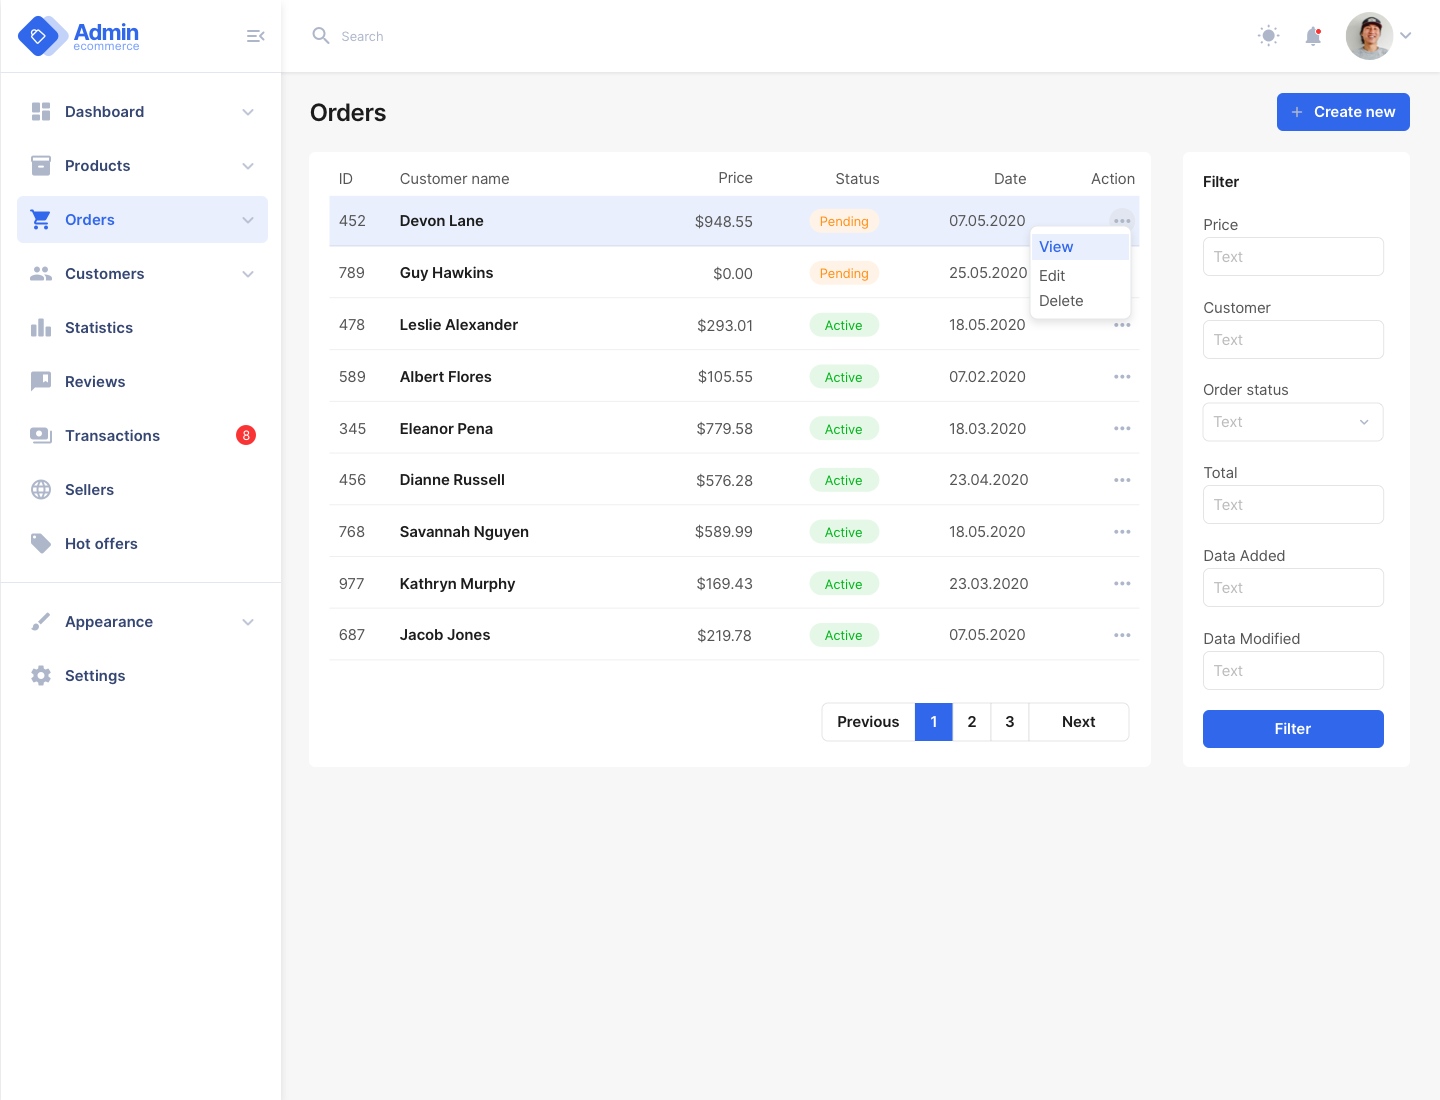 Admin
ecommerce
Search
Dashboard
Products
Orders
Customers
Statistics
Reviews
Transactions 8
Sellers
Hot offers
Appearance
Settings
Orders
+ Create new
ID Customer name Price Status Date Action
452 Devon Lane $948.55 Pending 07.05.2020
View
Edit
Delete
789 Guy Hawkins $0.00 Pending 25.05.2020
478 Leslie Alexander $293.01 Active 18.05.2020
589 Albert Flores $105.55 Active 07.02.2020
345 Eleanor Pena $779.58 Active 18.03.2020
456 Dianne Russell $576.28 Active 23.04.2020
768 Savannah Nguyen $589.99 Active 18.05.2020
977 Kathryn Murphy $169.43 Active 23.03.2020
687 Jacob Jones $219.78 Active 07.05.2020
Previous 1 2 3 Next
Filter
Price
Text
Customer
Text
Order status
Text
Total
Text
Data Added
Text
Data Modified
Text
Filter